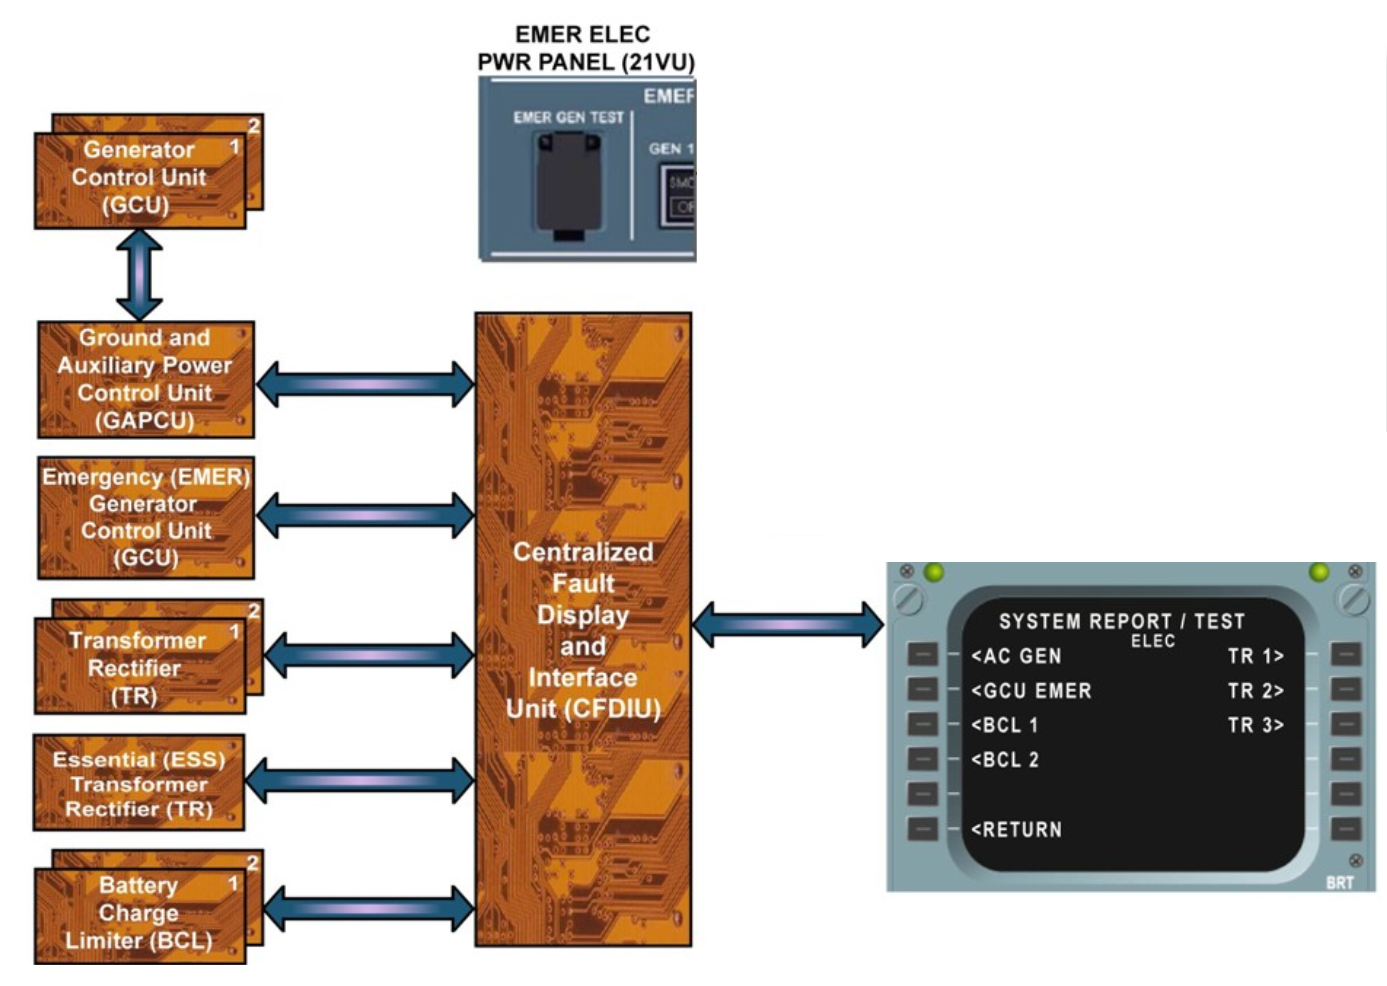 EMER ELEC
PWR PANEL (21VU)
EMER GEN TEST
GEN 1
2
1
Generator
Control Unit
(GCU)
Ground and
Auxiliary Power
Control Unit
(GAPCU)
Emergency (EMER)
Generator
Control Unit
(GCU)
2
1
Transformer
Rectifier
(TR)
Essential (ESS)
Transformer
Rectifier (TR)
2
1
Battery
Charge
Limiter (BCL)
Centralized
Fault
Display
and
Interface
Unit (CFDIU)
SYSTEM REPORT / TEST
ELEC
<AC GEN TR 1>
<GCU EMER TR 2>
<BCL 1 TR 3>
<BCL 2
<RETURN
BRT